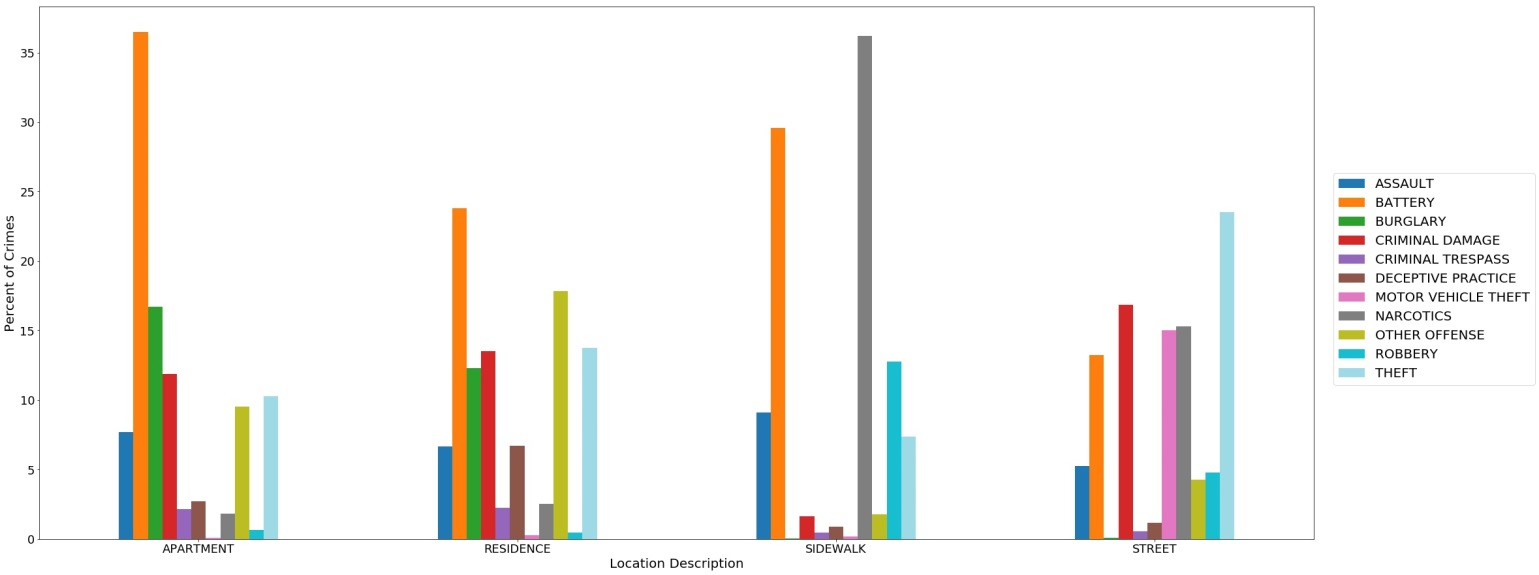 Percent of Crimes
35
30
25
20
15
10
5
0
APARTMENT
RESIDENCE
SIDEWALK
STREET
Location Description
ASSAULT
BATTERY
BURGLARY
CRIMINAL DAMAGE
CRIMINAL TRESPASS
DECEPTIVE PRACTICE
MOTOR VEHICLE THEFT
NARCOTICS
OTHER OFFENSE
ROBBERY
THEFT